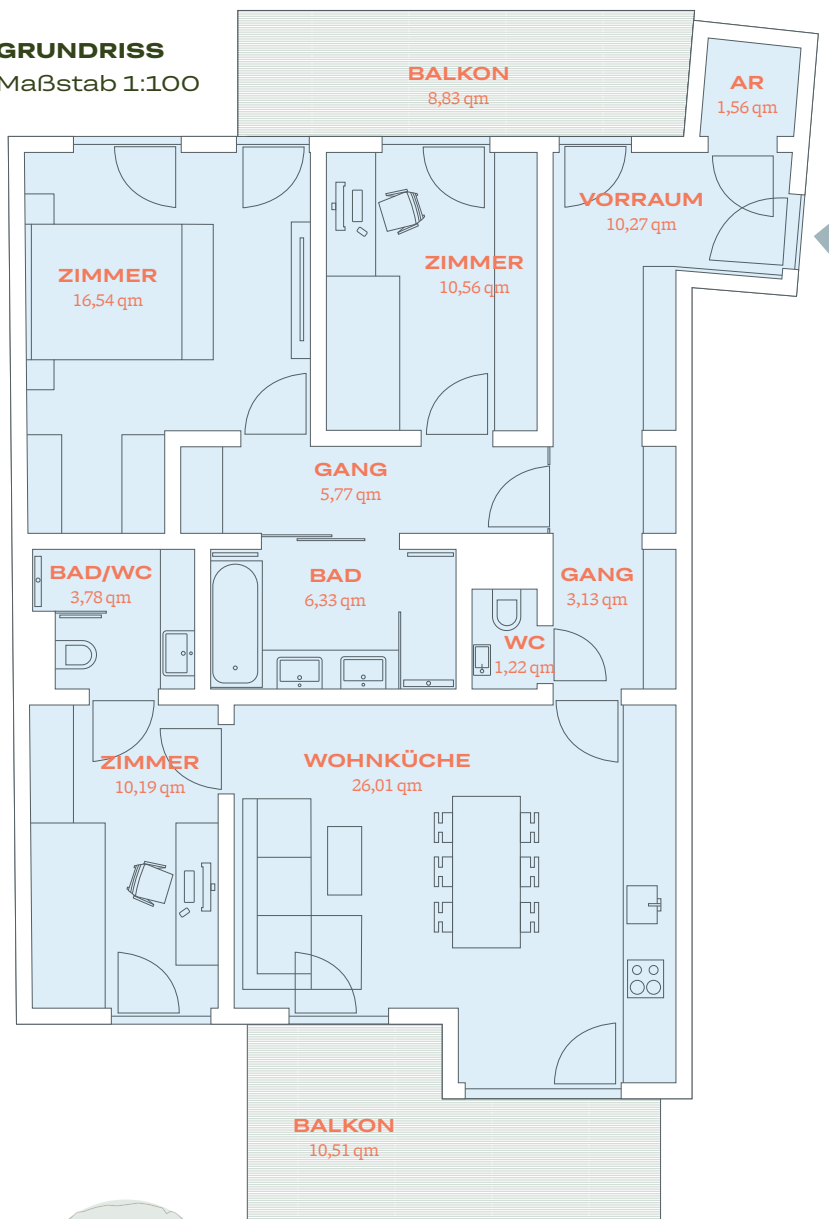 GRUNDRISS
Maßstab 1:100
BALKON
8,83 qm
AR
1,56 qm
VORRAUM
10,27 qm
ZIMMER
16,54 qm
ZIMMER
10,56 qm
GANG
5,77 qm
BAD/WC
3,78 qm
BAD
6,33 qm
GANG
3,13 qm
WC
1,22 qm
ZIMMER
10,19 qm
WOHNKÜCHE
26,01 qm
BALKON
10,51 qm